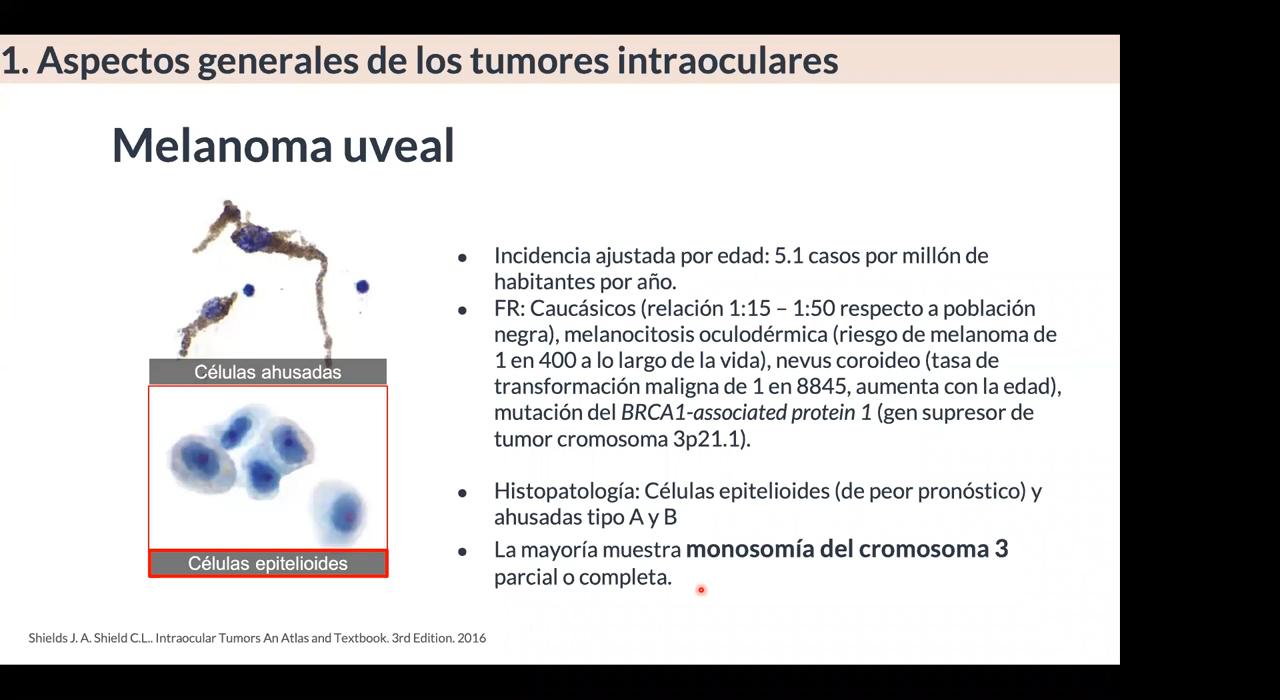 1. Aspectos generales de los tumores intraoculares
Melanoma uveal
Células ahusadas
Células epitelioides
• Incidencia ajustada por edad: 5.1 casos por millón de
habitantes por año.
• FR: Caucásicos (relación 1:15 – 1:50 respecto a población
negra), melanocitosis oculodérmica (riesgo de melanoma de
1 en 400 a lo largo de la vida), nevus coroideo (tasa de
transformación maligna de 1 en 8845, aumenta con la edad),
mutación del BRCA1-associated protein 1 (gen supresor de
tumor cromosoma 3p21.1).
• Histopatología: Células epitelioides (de peor pronóstico) y
ahusadas tipo A y B
• La mayoría muestra monosomía del cromosoma 3
parcial o completa.
Shields J. A. Shield C.L.. Intraocular Tumors An Atlas and Textbook. 3rd Edition. 2016